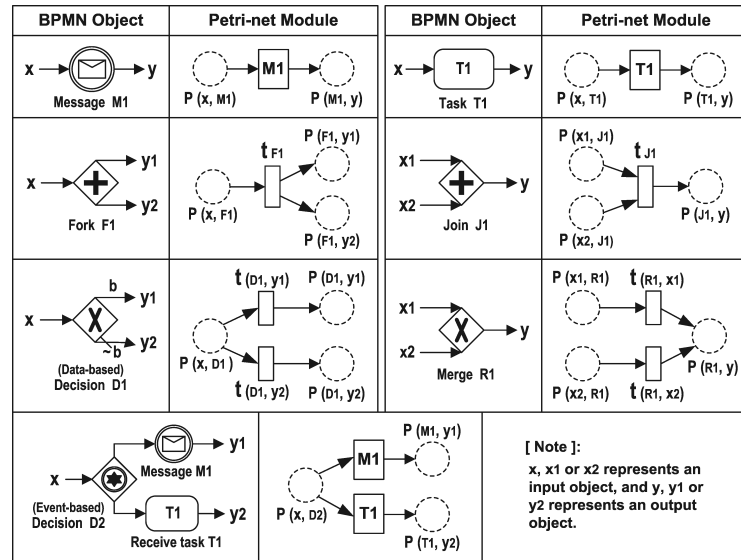 BPMN Object Petri-net Module BPMN Object Petri-net Module
x y M1
Message M1
P (x, M1) P (M1, y)
x T1 y
Task T1
T1
P (x, T1) P (T1, y)
x y1
y2
Fork F1
t F1
P (F1, y1)
P (x, F1)
P (F1, y2)
x1
x2
y
Join J1
P (x1, J1)
t J1
P (J1, y)
P (x2, J1)
x
b y1
~b y2
(Data-based)
Decision D1
t (D1, y1) P (D1, y1)
P (x, D1)
t (D1, y2) P (D1, y2)
x1
x2
y
Merge R1
P (x1, R1) t (R1, x1)
P (R1, y)
P (x2, R1) t (R1, x2)
y1
Message M1
x
(Event-based)
Decision D2
T1 y2
Receive task T1
P (M1, y1)
M1
P (x, D2)
T1
P (T1, y2)
[ Note ]:
x, x1 or x2 represents an
input object, and y, y1 or
y2 represents an output
object.